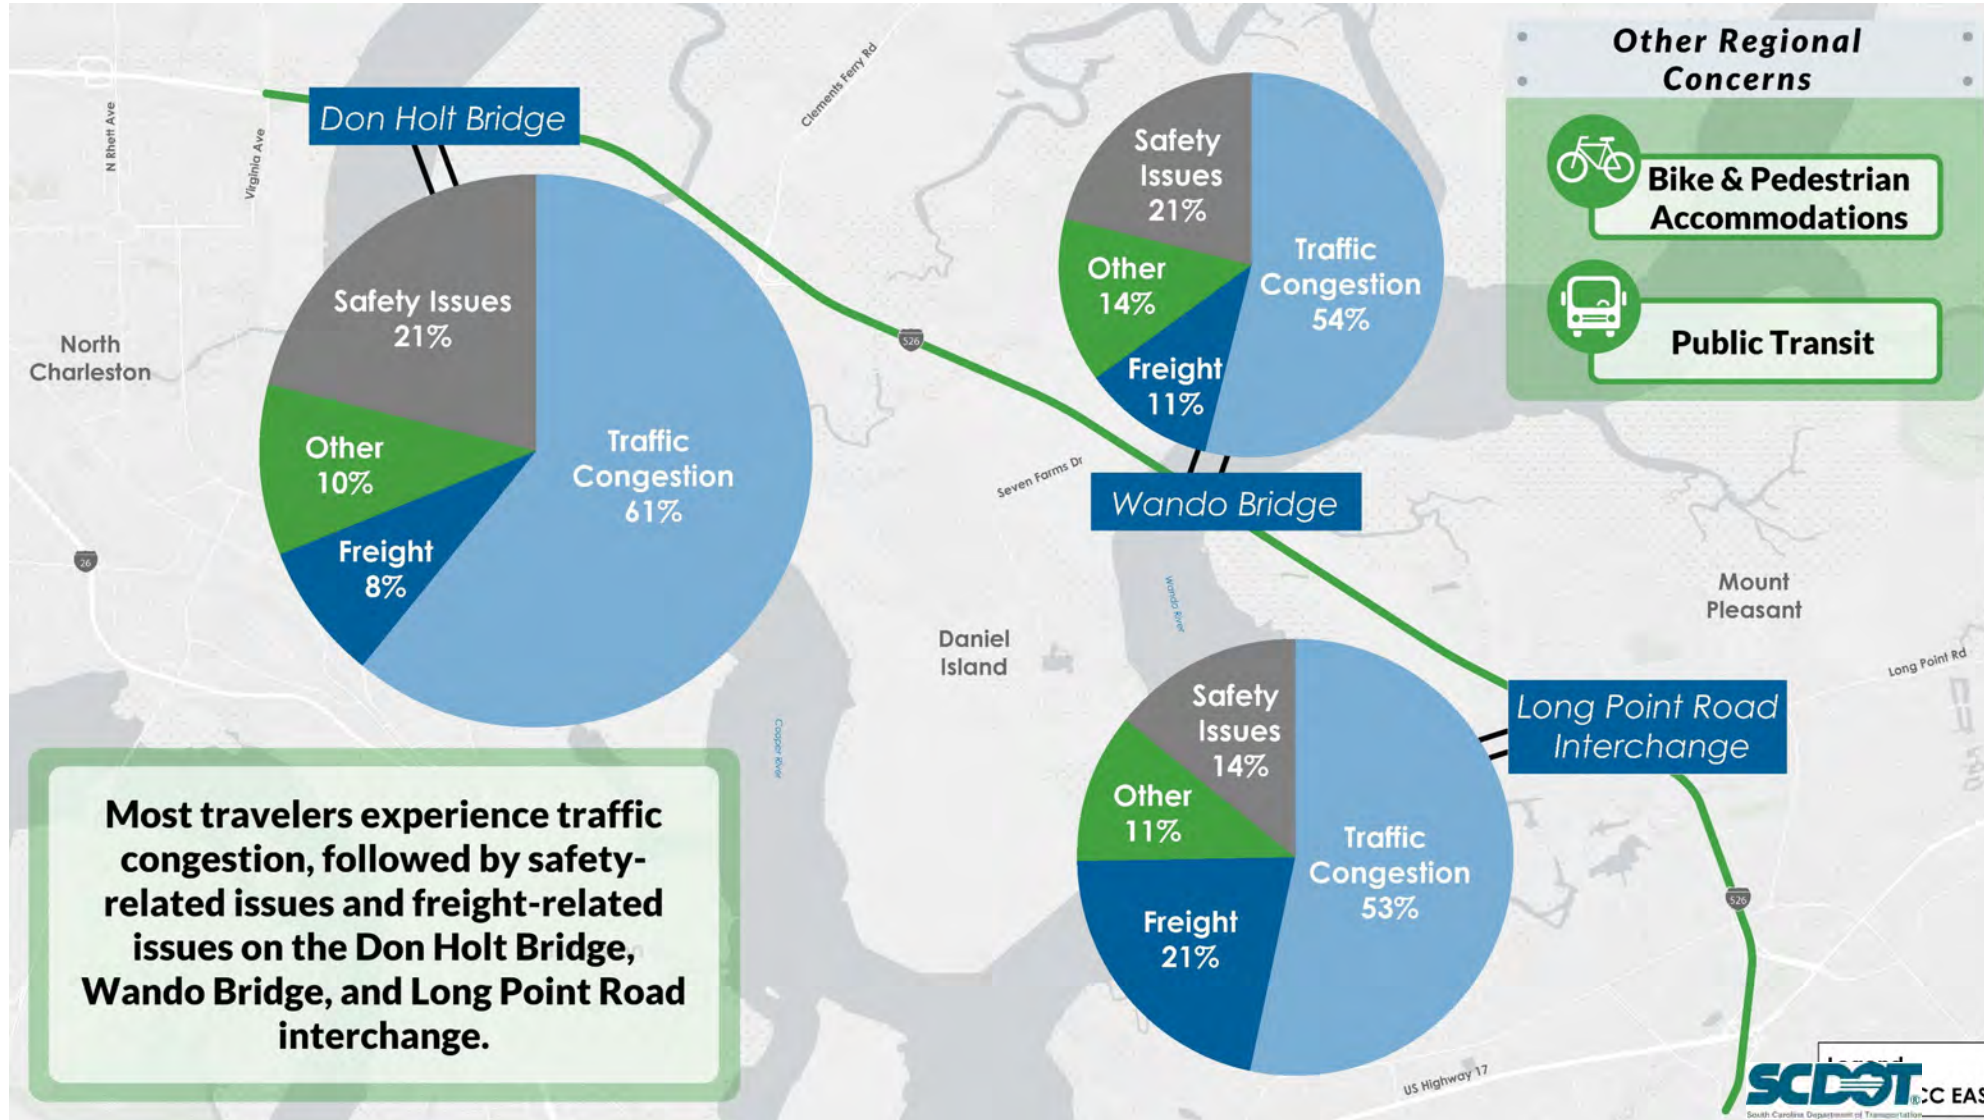 Other Regional
Concerns
Bike & Pedestrian
Accommodations
Public Transit
Don Holt Bridge
Safety Issues
21%
Other
10%
Freight
8%
Traffic
Congestion
61%
Safety
Issues
21%
Other
14%
Freight
11%
Traffic
Congestion
54%
Wando Bridge
Safety
Issues
14%
Other
11%
Freight
21%
Traffic
Congestion
53%
Long Point Road
Interchange
N Rhett Ave
Virginia Ave
Clements Ferry Rd
North
Charleston
26
526
Seven Farms Dr
Wando River
Daniel
Island
Cooper River
Mount
Pleasant
Long Point Rd
526
US Highway 17
Most travelers experience traffic
congestion, followed by safety-
related issues and freight-related
issues on the Don Holt Bridge,
Wando Bridge, and Long Point Road
interchange.
SCDOT
South Carolina Department of Transportation
CC EAS